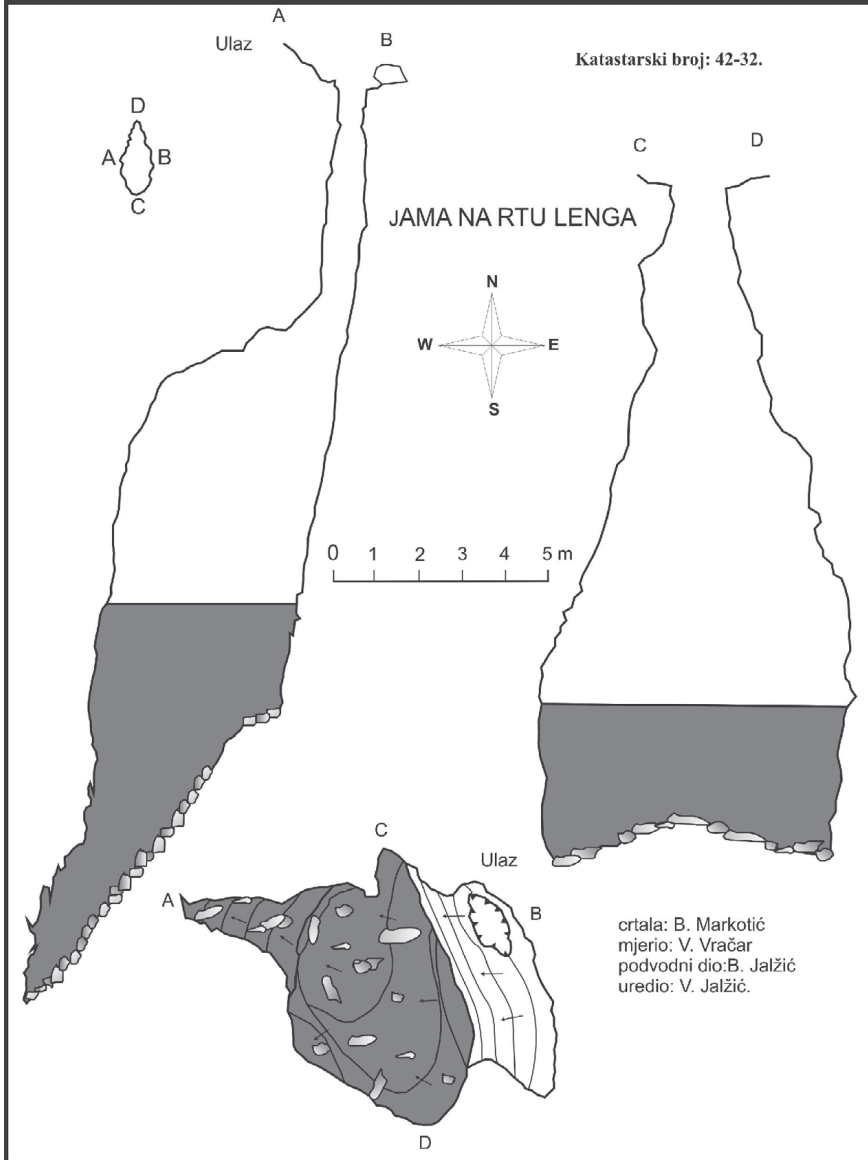 A
Ulaz
B
Katastarski broj: 42-32.
D
A B
C
C D
JAMA NA RTU LENGA
N
W E
S
0 1 2 3 4 5 m
C
Ulaz
A
B
D
crtala: B. Markotić
mjerio: V. Vračar
podvodni dio:B. Jalžić
uredio: V. Jalžić.